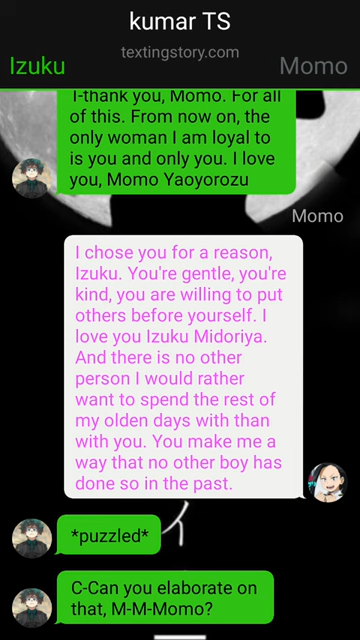 kumar TS
textingstory.com
Izuku
Momo
T-thank you, Momo. For all
of this. From now on, the
only woman I am loyal to
is you and only you. I love
you, Momo Yaoyorozu
Momo
I chose you for a reason,
Izuku. You're gentle, you're
kind, you are willing to put
others before yourself. I
love you Izuku Midoriya.
And there is no other
person I would rather
want to spend the rest of
my olden days with than
with you. You make me a
way that no other boy has
done so in the past.
*puzzled*
C-Can you elaborate on
that, M-M-Momo?